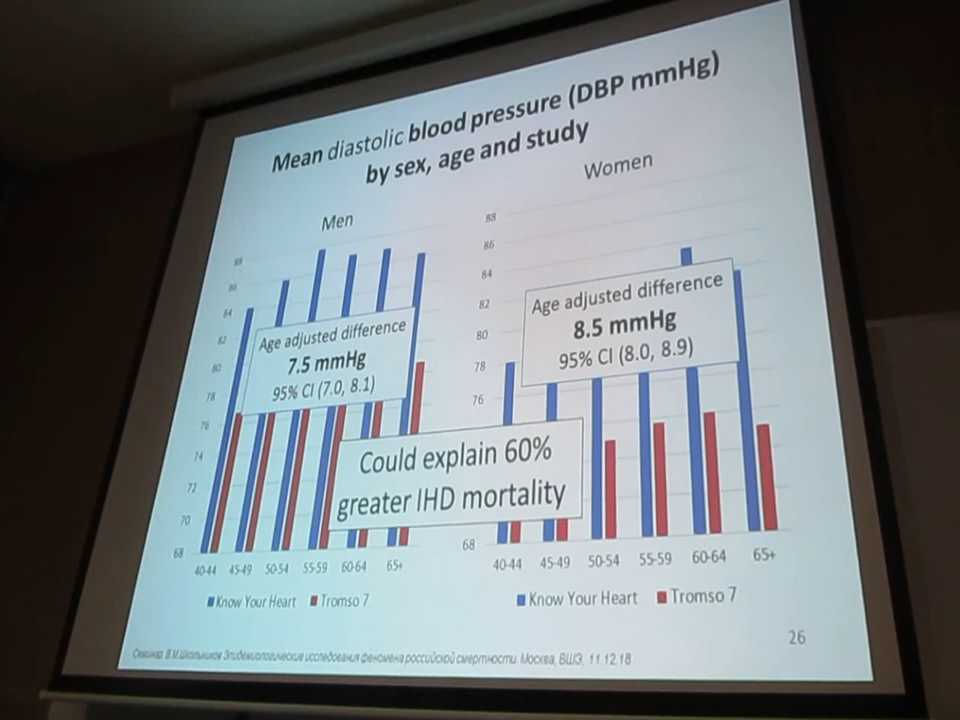 Mean diastolic blood pressure (DBP mmHg)
by sex, age and study
Men
88
86
84
82
80
78
76
74
72
70
68
Age adjusted difference
7.5 mmHg
95% CI (7.0, 8.1)
40-44 45-49 50-54 55-59 60-64 65+
Know Your Heart Tromso 7
Women
88
86
84
82
80
78
76
68
Age adjusted difference
8.5 mmHg
95% CI (8.0, 8.9)
40-44 45-49 50-54 55-59 60-64 65+
Know Your Heart Tromso 7
Could explain 60%
greater IHD mortality
26
Семинар В.М.Школьников Эпидемиологические исследования феномена российской смертности. Москва, ВШЭ, 11.12.18